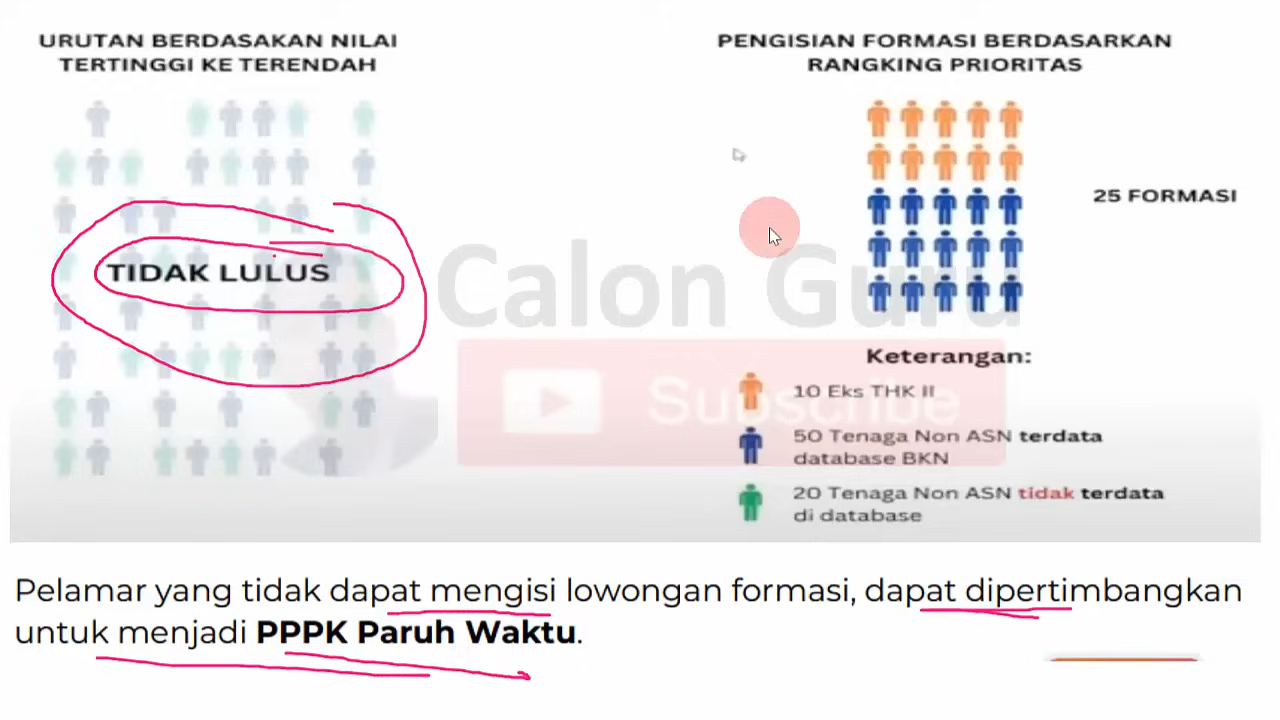 URUTAN BERDASAKAN NILAI
TERTINGGI KE TERENDAH
TIDAK LULUS
PENGISIAN FORMASI BERDASARKAN
RANGKING PRIORITAS
25 FORMASI
Calon Guru
Subscribe
Keterangan:
10 Eks THK II
50 Tenaga Non ASN terdata
database BKN
20 Tenaga Non ASN tidak terdata
di database
Pelamar yang tidak dapat mengisi lowongan formasi, dapat dipertimbangkan
untuk menjadi PPPK Paruh Waktu.